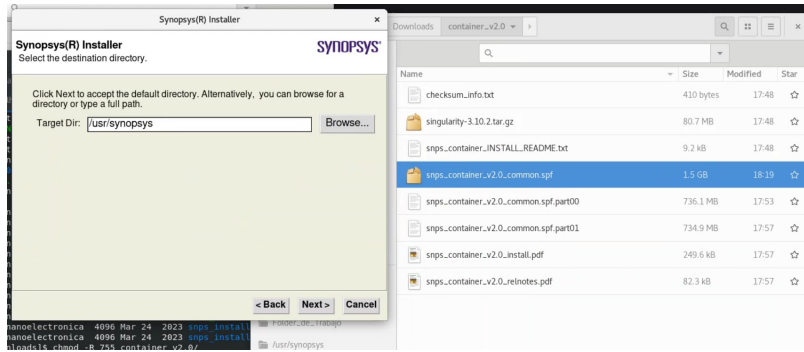 Synopsys(R) Installer
×
Synopsys(R) Installer
SYNOPSYS®
Select the destination directory.
Click Next to accept the default directory. Alternatively, you can browse for a
directory or type a full path.
Target Dir: /usr/synopsys
Browse...
< Back Next > Cancel
Downloads container_v2.0
Name Size Modified Star
checksum_info.txt 410 bytes 17:48
singularity-3.10.2.tar.gz 80.7 MB 17:48
snps_container_INSTALL_README.txt 9.2 kB 17:48
snps_container_v2.0_common.spf 1.5 GB 18:19
snps_container_v2.0_common.spf.part00 736.1 MB 17:53
snps_container_v2.0_common.spf.part01 734.9 MB 17:57
snps_container_v2.0_install.pdf 249.6 kB 17:57
snps_container_v2.0_relnotes.pdf 82.3 kB 17:57
Folder_de_Trabajo
/usr/synopsys
nanoelectronica 4096 Mar 24 2023 snps_install
nanoelectronica 4096 Mar 24 2023 snps_install
nloads]$ chmod -R 755 container_v2.0/